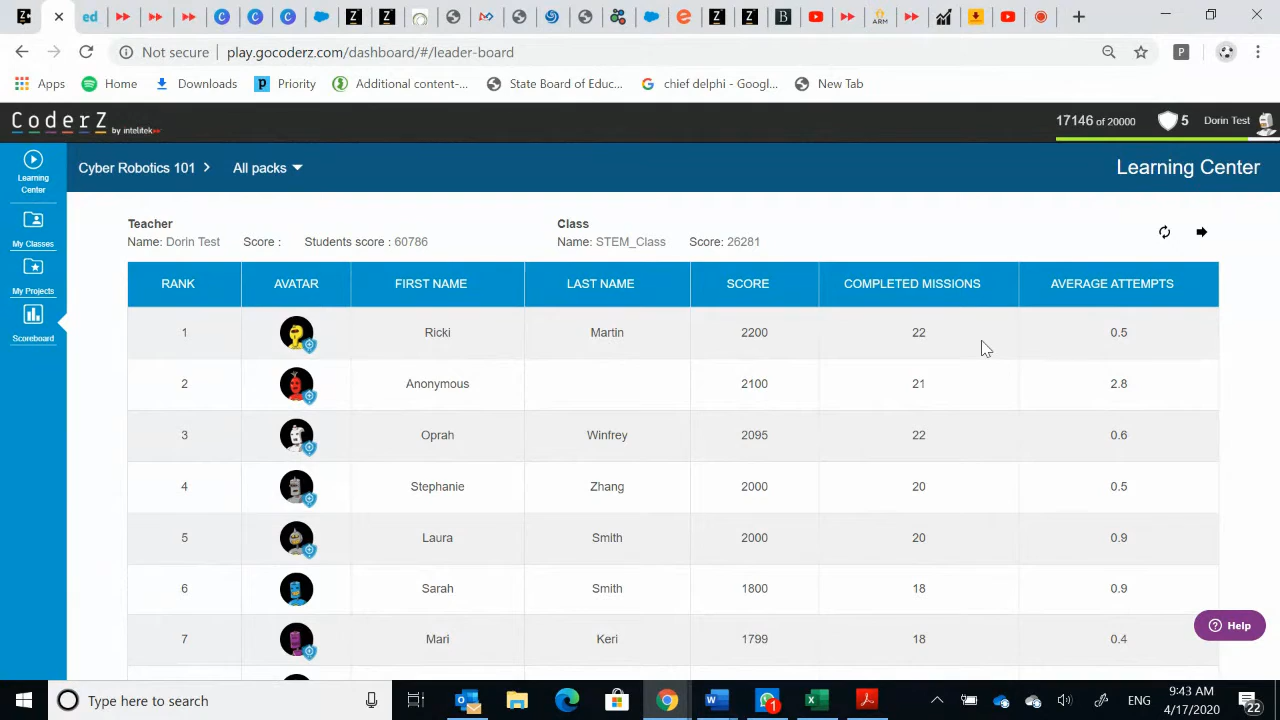 Not secure play.gocoderz.com/dashboard/#/leader-board
Apps Home Downloads Priority Additional content-... State Board of Educ... chief delphi - Googl... New Tab
CoderZ by intelitek 17146 of 20000 5 Dorin Test
Learning Center Cyber Robotics 101 All packs Learning Center
My Classes
My Projects
Scoreboard
Teacher Class
Name: Dorin Test Score : Students score : 60786 Name: STEM_Class Score: 26281
RANK AVATAR FIRST NAME LAST NAME SCORE COMPLETED MISSIONS AVERAGE ATTEMPTS
1 Ricki Martin 2200 22 0.5
2 Anonymous 2100 21 2.8
3 Oprah Winfrey 2095 22 0.6
4 Stephanie Zhang 2000 20 0.5
5 Laura Smith 2000 20 0.9
6 Sarah Smith 1800 18 0.9
7 Mari Keri 1799 18 0.4
Help
Type here to search ENG 9:43 AM
4/17/2020 22